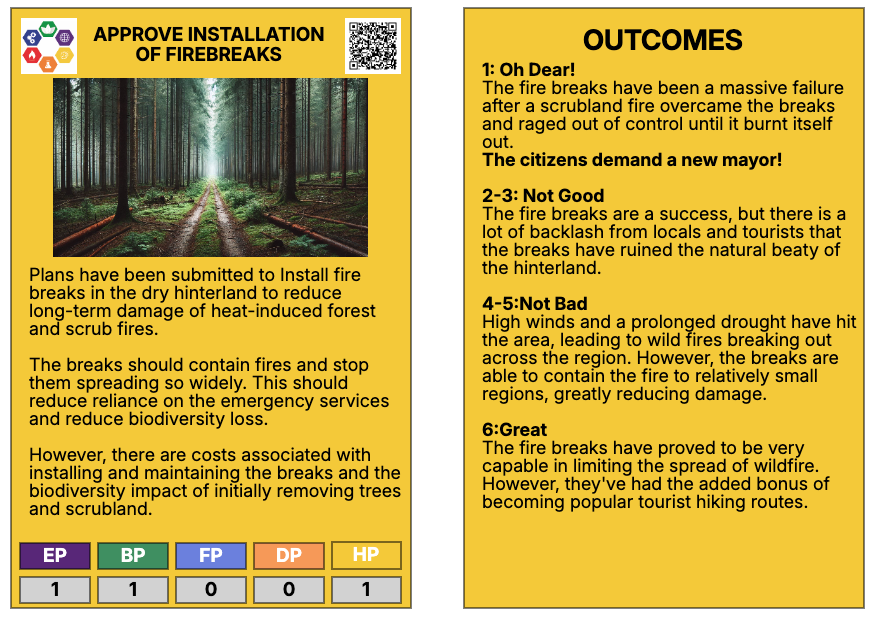 APPROVE INSTALLATION
OF FIREBREAKS
Plans have been submitted to Install fire
breaks in the dry hinterland to reduce
long-term damage of heat-induced forest
and scrub fires.
The breaks should contain fires and stop
them spreading so widely. This should
reduce reliance on the emergency services
and reduce biodiversity loss.
However, there are costs associated with
installing and maintaining the breaks and the
biodiversity impact of initially removing trees
and scrubland.
EP BP FP DP HP
1 1 0 0 1
OUTCOMES
1: Oh Dear!
The fire breaks have been a massive failure
after a scrubland fire overcame the breaks
and raged out of control until it burnt itself
out.
The citizens demand a new mayor!
2-3: Not Good
The fire breaks are a success, but there is a
lot of backlash from locals and tourists that
the breaks have ruined the natural beaty of
the hinterland.
4-5:Not Bad
High winds and a prolonged drought have hit
the area, leading to wild fires breaking out
across the region. However, the breaks are
able to contain the fire to relatively small
regions, greatly reducing damage.
6:Great
The fire breaks have proved to be very
capable in limiting the spread of wildfire.
However, they've had the added bonus of
becoming popular tourist hiking routes.